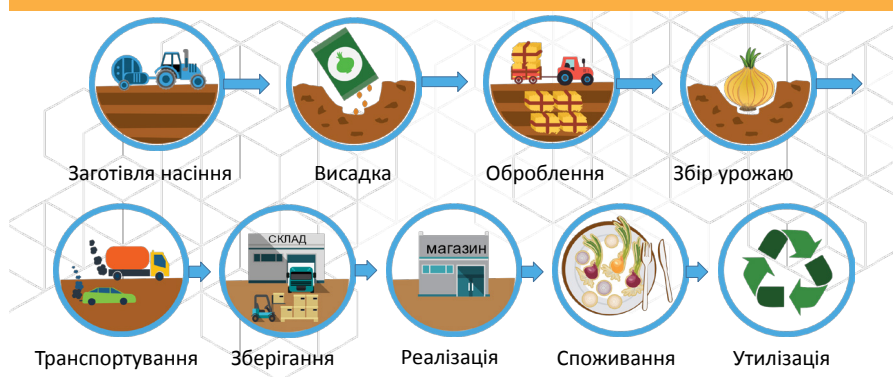 Заготівля насіння
Висадка
Оброблення
Збір урожаю
СКЛАД
магазин
Транспортування
Зберігання
Реалізація
Споживання
Утилізація